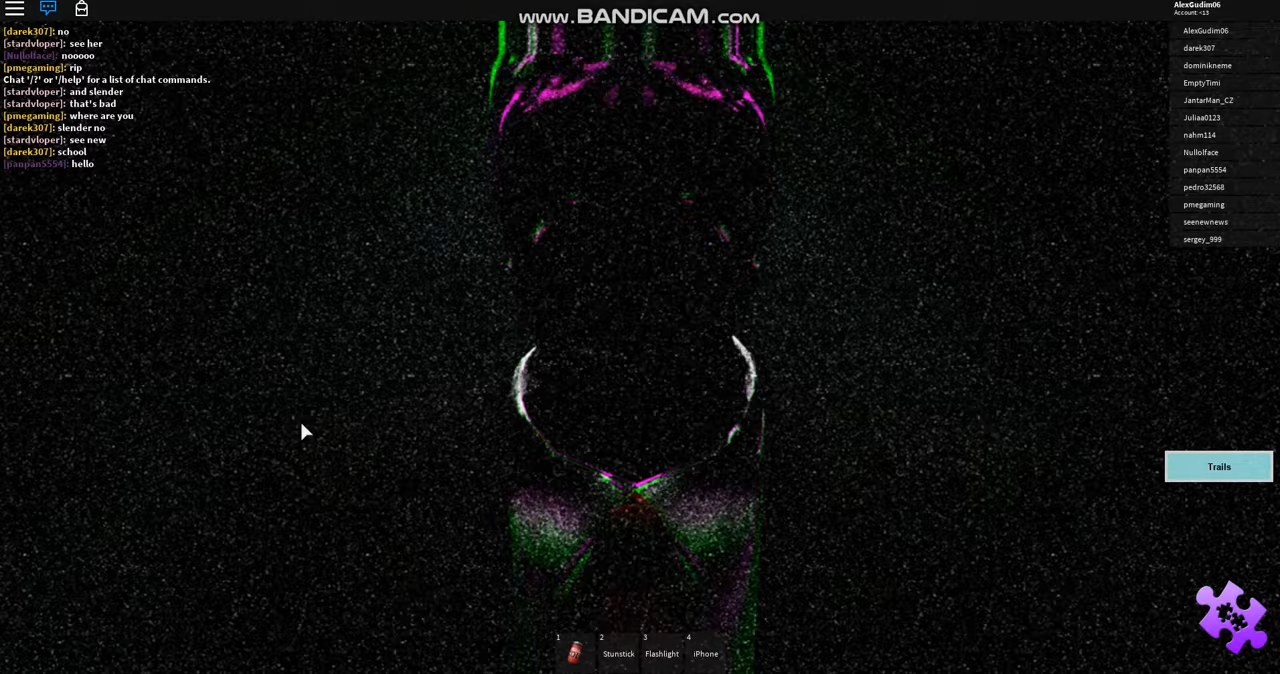 www.BANDICAM.com
AlexGudim06
Account: <13
[darek307]: no
[stardvloper]: see her
[Nullolface]: nooooo
[pmegaming]: rip
Chat '/?' or '/help' for a list of chat commands.
[stardvloper]: and slender
[stardvloper]: that's bad
[pmegaming]: where are you
[darek307]: slender no
[stardvloper]: see new
[darek307]: school
[panpan5554]: hello
AlexGudim06
darek307
dominikneme
EmptyTimi
JantarMan_CZ
Juliaa0123
nahm114
Nullolface
panpan5554
pedro32568
pmegaming
seenewnews
sergey_999
Trails
1 2 3 4
Stunstick Flashlight iPhone